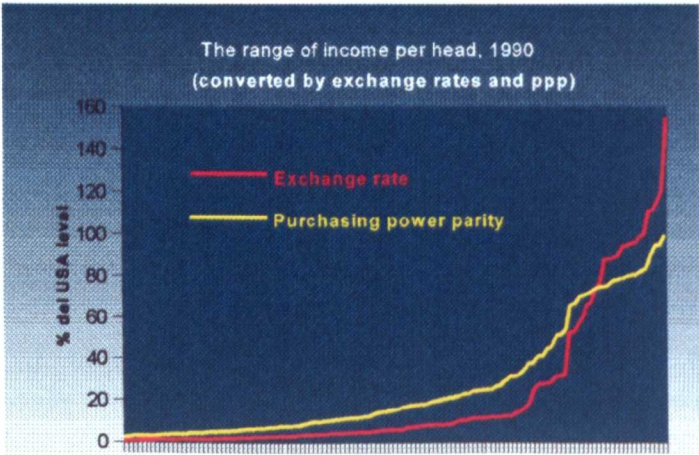 The range of income per head, 1990
(converted by exchange rates and ppp)
% del USA level
160
140
120
100
80
60
40
20
0
Exchange rate
Purchasing power parity